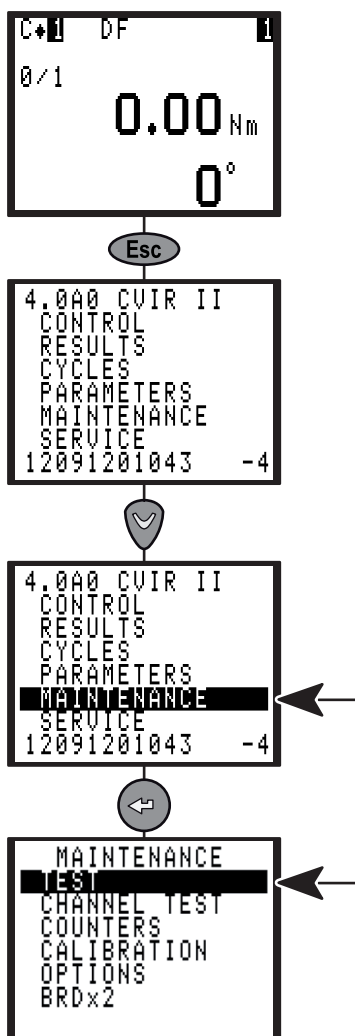 C♦1 DF 1
0/1
0.00 Nm
0°
Esc
4.0A0 CVIR II
CONTROL
RESULTS
CYCLES
PARAMETERS
MAINTENANCE
SERVICE
12091201043 -4
4.0A0 CVIR II
CONTROL
RESULTS
CYCLES
PARAMETERS
MAINTENANCE
SERVICE
12091201043 -4
MAINTENANCE
TEST
CHANNEL TEST
COUNTERS
CALIBRATION
OPTIONS
BRDx2